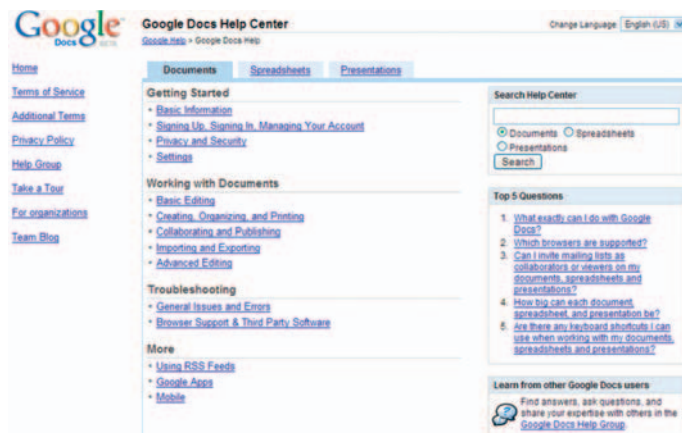 Google
Docs BETA
Google Docs Help Center
Google Help > Google Docs Help
Change Language: English (US)
Home
Terms of Service
Additional Terms
Privacy Policy
Help Group
Take a Tour
For organizations
Team Blog
Documents Spreadsheets Presentations
Getting Started
Basic Information
Signing Up, Signing In, Managing Your Account
Privacy and Security
Settings
Working with Documents
Basic Editing
Creating, Organizing, and Printing
Collaborating and Publishing
Importing and Exporting
Advanced Editing
Troubleshooting
General Issues and Errors
Browser Support & Third Party Software
More
Using RSS Feeds
Google Apps
Mobile
Search Help Center
Documents Spreadsheets
Presentations
Search
Top 5 Questions
1. What exactly can I do with Google
Docs?
2. Which browsers are supported?
3. Can I invite mailing lists as
collaborators or viewers on my
documents, spreadsheets and
presentations?
4. How big can each document,
spreadsheet, and presentation be?
5. Are there any keyboard shortcuts I can
use when working with my documents,
spreadsheets and presentations?
Learn from other Google Docs users
Find answers, ask questions, and
share your expertise with others in the
Google Docs Help Group.